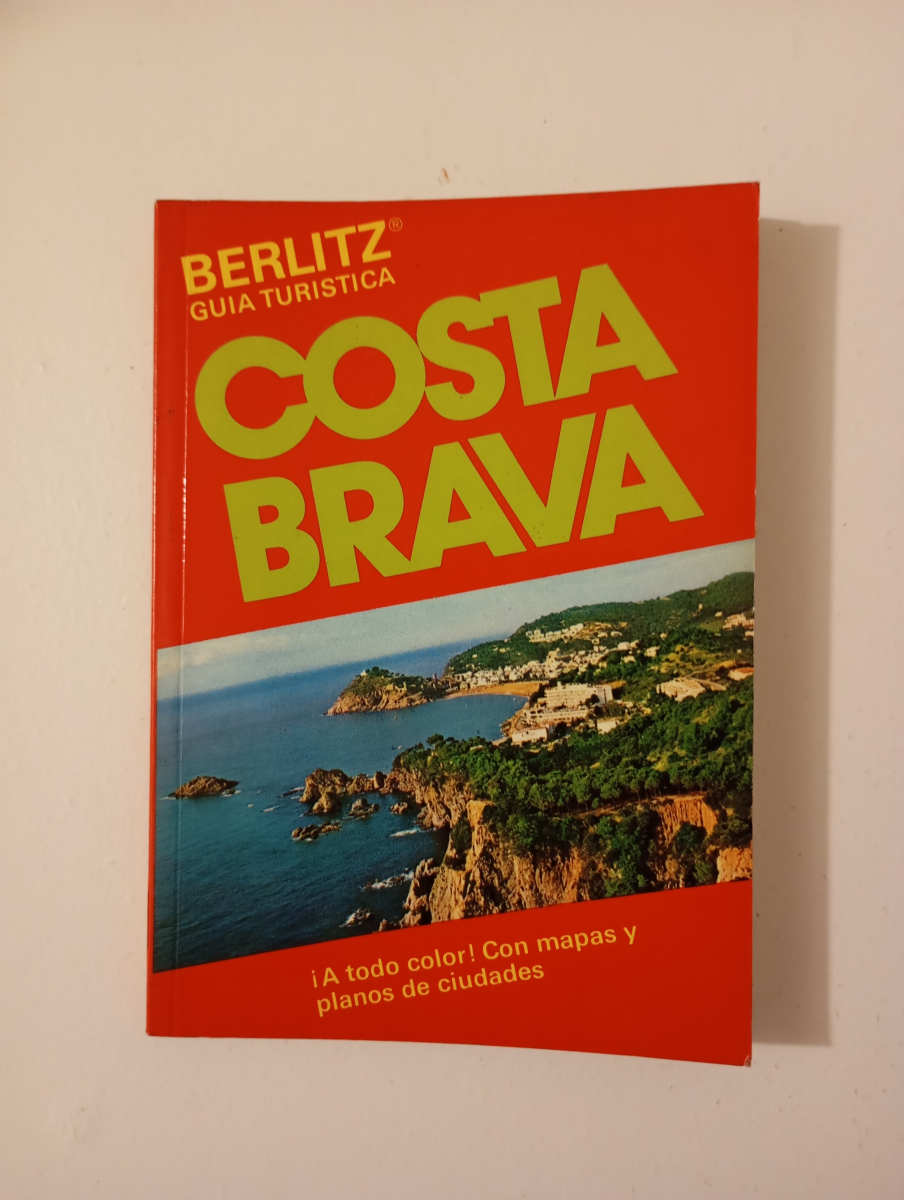 BERLITZ®
GUIA TURISTICA
COSTA
BRAVA
¡A todo color! Con mapas y
planos de ciudades